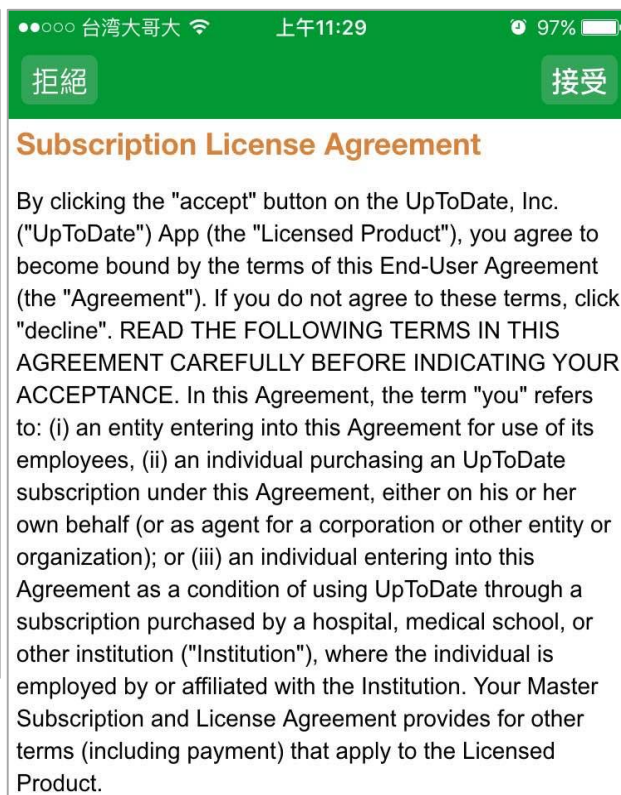 ●●○○○ 台湾大哥大 上午11:29 97%
拒絕 接受
Subscription License Agreement
By clicking the "accept" button on the UpToDate, Inc.
("UpToDate") App (the "Licensed Product"), you agree to
become bound by the terms of this End-User Agreement
(the "Agreement"). If you do not agree to these terms, click
"decline". READ THE FOLLOWING TERMS IN THIS
AGREEMENT CAREFULLY BEFORE INDICATING YOUR
ACCEPTANCE. In this Agreement, the term "you" refers
to: (i) an entity entering into this Agreement for use of its
employees, (ii) an individual purchasing an UpToDate
subscription under this Agreement, either on his or her
own behalf (or as agent for a corporation or other entity or
organization); or (iii) an individual entering into this
Agreement as a condition of using UpToDate through a
subscription purchased by a hospital, medical school, or
other institution ("Institution"), where the individual is
employed by or affiliated with the Institution. Your Master
Subscription and License Agreement provides for other
terms (including payment) that apply to the Licensed
Product.